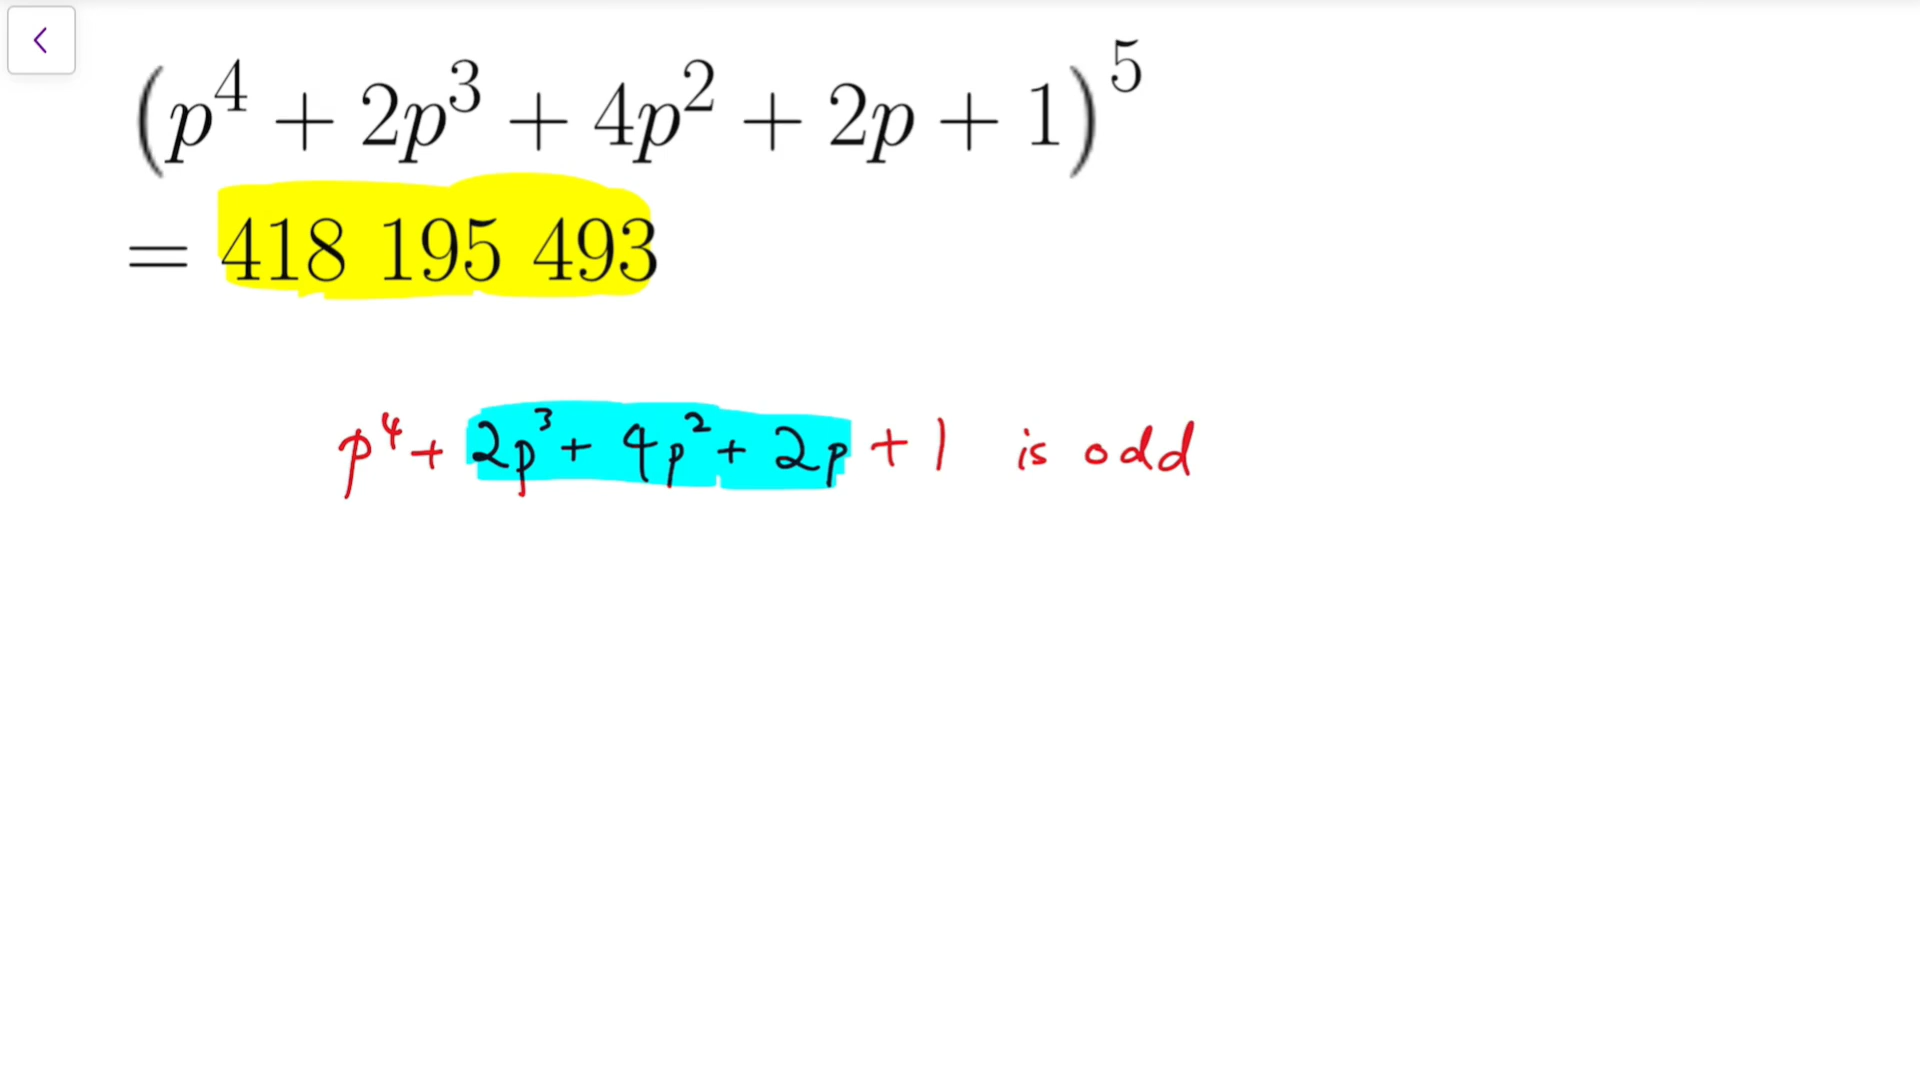 (p⁴ + 2p³ + 4p² + 2p + 1)⁵
= 418 195 493
p⁴ + 2p³ + 4p² + 2p + 1 is odd